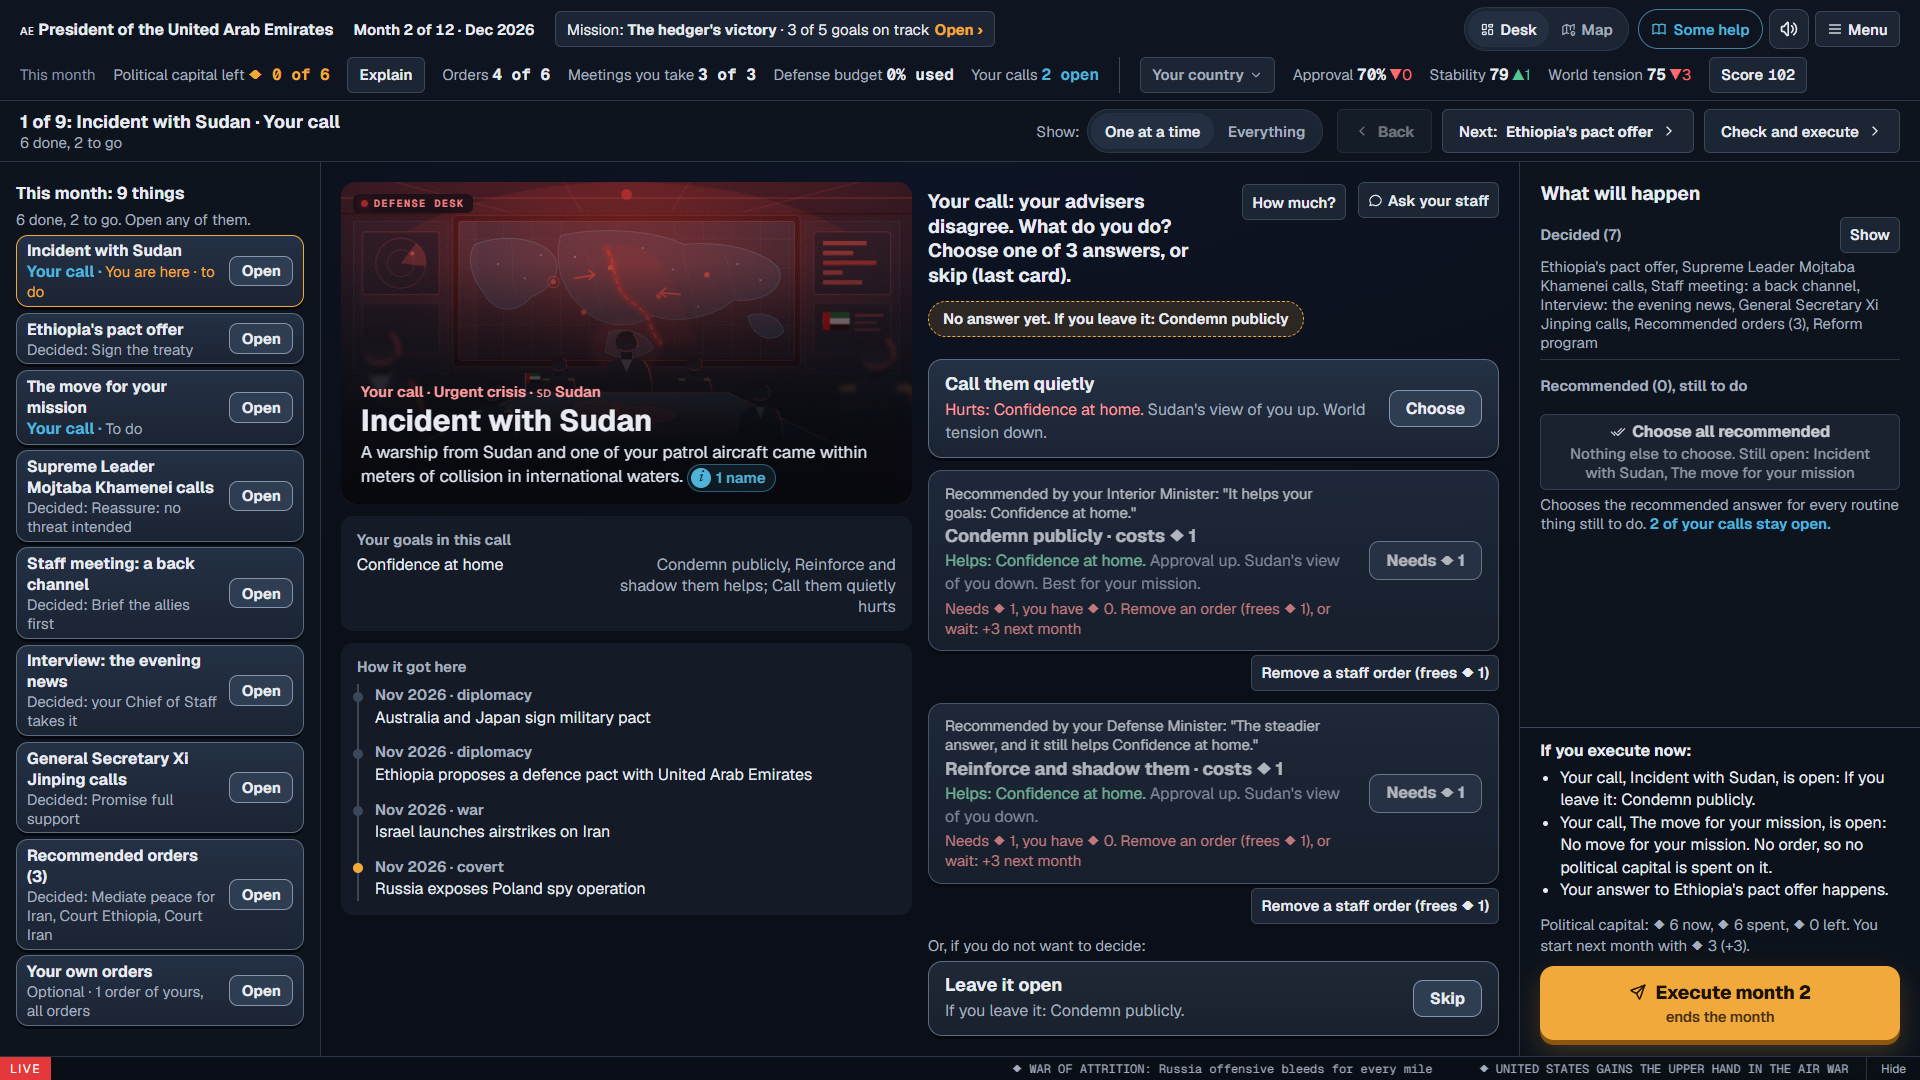 AE President of the United Arab Emirates
Month 2 of 12 · Dec 2026
Mission: The hedger's victory · 3 of 5 goals on track Open ›
Desk
Map
Some help
Menu
This month
Political capital left ◆ 0 of 6
Explain
Orders 4 of 6
Meetings you take 3 of 3
Defense budget 0% used
Your calls 2 open
Your country
Approval 70% ▼0
Stability 79 ▲1
World tension 75 ▼3
Score 102
1 of 9: Incident with Sudan · Your call
6 done, 2 to go
Show:
One at a time
Everything
Back
Next: Ethiopia's pact offer
Check and execute
This month: 9 things
6 done, 2 to go. Open any of them.
Incident with Sudan
Your call · You are here · to
do
Open
Ethiopia's pact offer
Decided: Sign the treaty
Open
The move for your
mission
Your call · To do
Open
Supreme Leader
Mojtaba Khamenei calls
Decided: Reassure: no
threat intended
Open
Staff meeting: a back
channel
Decided: Brief the allies
first
Open
Interview: the evening
news
Decided: your Chief of Staff
takes it
Open
General Secretary Xi
Jinping calls
Decided: Promise full
support
Open
Recommended orders
(3)
Decided: Mediate peace for
Iran, Court Ethiopia, Court
Iran
Open
Your own orders
Optional · 1 order of yours,
all orders
Open
DEFENSE DESK
Your call · Urgent crisis · SD Sudan
Incident with Sudan
A warship from Sudan and one of your patrol aircraft came within
meters of collision in international waters. i 1 name
Your goals in this call
Confidence at home
Condemn publicly, Reinforce and
shadow them helps; Call them quietly
hurts
How it got here
Nov 2026 · diplomacy
Australia and Japan sign military pact
Nov 2026 · diplomacy
Ethiopia proposes a defence pact with United Arab Emirates
Nov 2026 · war
Israel launches airstrikes on Iran
Nov 2026 · covert
Russia exposes Poland spy operation
Your call: your advisers
disagree. What do you do?
Choose one of 3 answers, or
skip (last card).
How much?
Ask your staff
No answer yet. If you leave it: Condemn publicly
Call them quietly
Hurts: Confidence at home. Sudan's view of you up. World
tension down.
Choose
Recommended by your Interior Minister: "It helps your
goals: Confidence at home."
Condemn publicly · costs ◆ 1
Helps: Confidence at home. Approval up. Sudan's view
of you down. Best for your mission.
Needs ◆ 1, you have ◆ 0. Remove an order (frees ◆ 1), or
wait: +3 next month
Needs ◆ 1
Remove a staff order (frees ◆ 1)
Recommended by your Defense Minister: "The steadier
answer, and it still helps Confidence at home."
Reinforce and shadow them · costs ◆ 1
Helps: Confidence at home. Approval up. Sudan's view
of you down.
Needs ◆ 1, you have ◆ 0. Remove an order (frees ◆ 1), or
wait: +3 next month
Needs ◆ 1
Remove a staff order (frees ◆ 1)
Or, if you do not want to decide:
Leave it open
If you leave it: Condemn publicly.
Skip
What will happen
Decided (7)
Show
Ethiopia's pact offer, Supreme Leader Mojtaba
Khamenei calls, Staff meeting: a back channel,
Interview: the evening news, General Secretary Xi
Jinping calls, Recommended orders (3), Reform
program
Recommended (0), still to do
Choose all recommended
Nothing else to choose. Still open: Incident
with Sudan, The move for your mission
Chooses the recommended answer for every routine
thing still to do. 2 of your calls stay open.
If you execute now:
• Your call, Incident with Sudan, is open: If you
leave it: Condemn publicly.
• Your call, The move for your mission, is open:
No move for your mission. No order, so no
political capital is spent on it.
• Your answer to Ethiopia's pact offer happens.
Political capital: ◆ 6 now, ◆ 6 spent, ◆ 0 left. You
start next month with ◆ 3 (+3).
Execute month 2
ends the month
LIVE
◆ WAR OF ATTRITION: Russia offensive bleeds for every mile
◆ UNITED STATES GAINS THE UPPER HAND IN THE AIR WAR
Hide